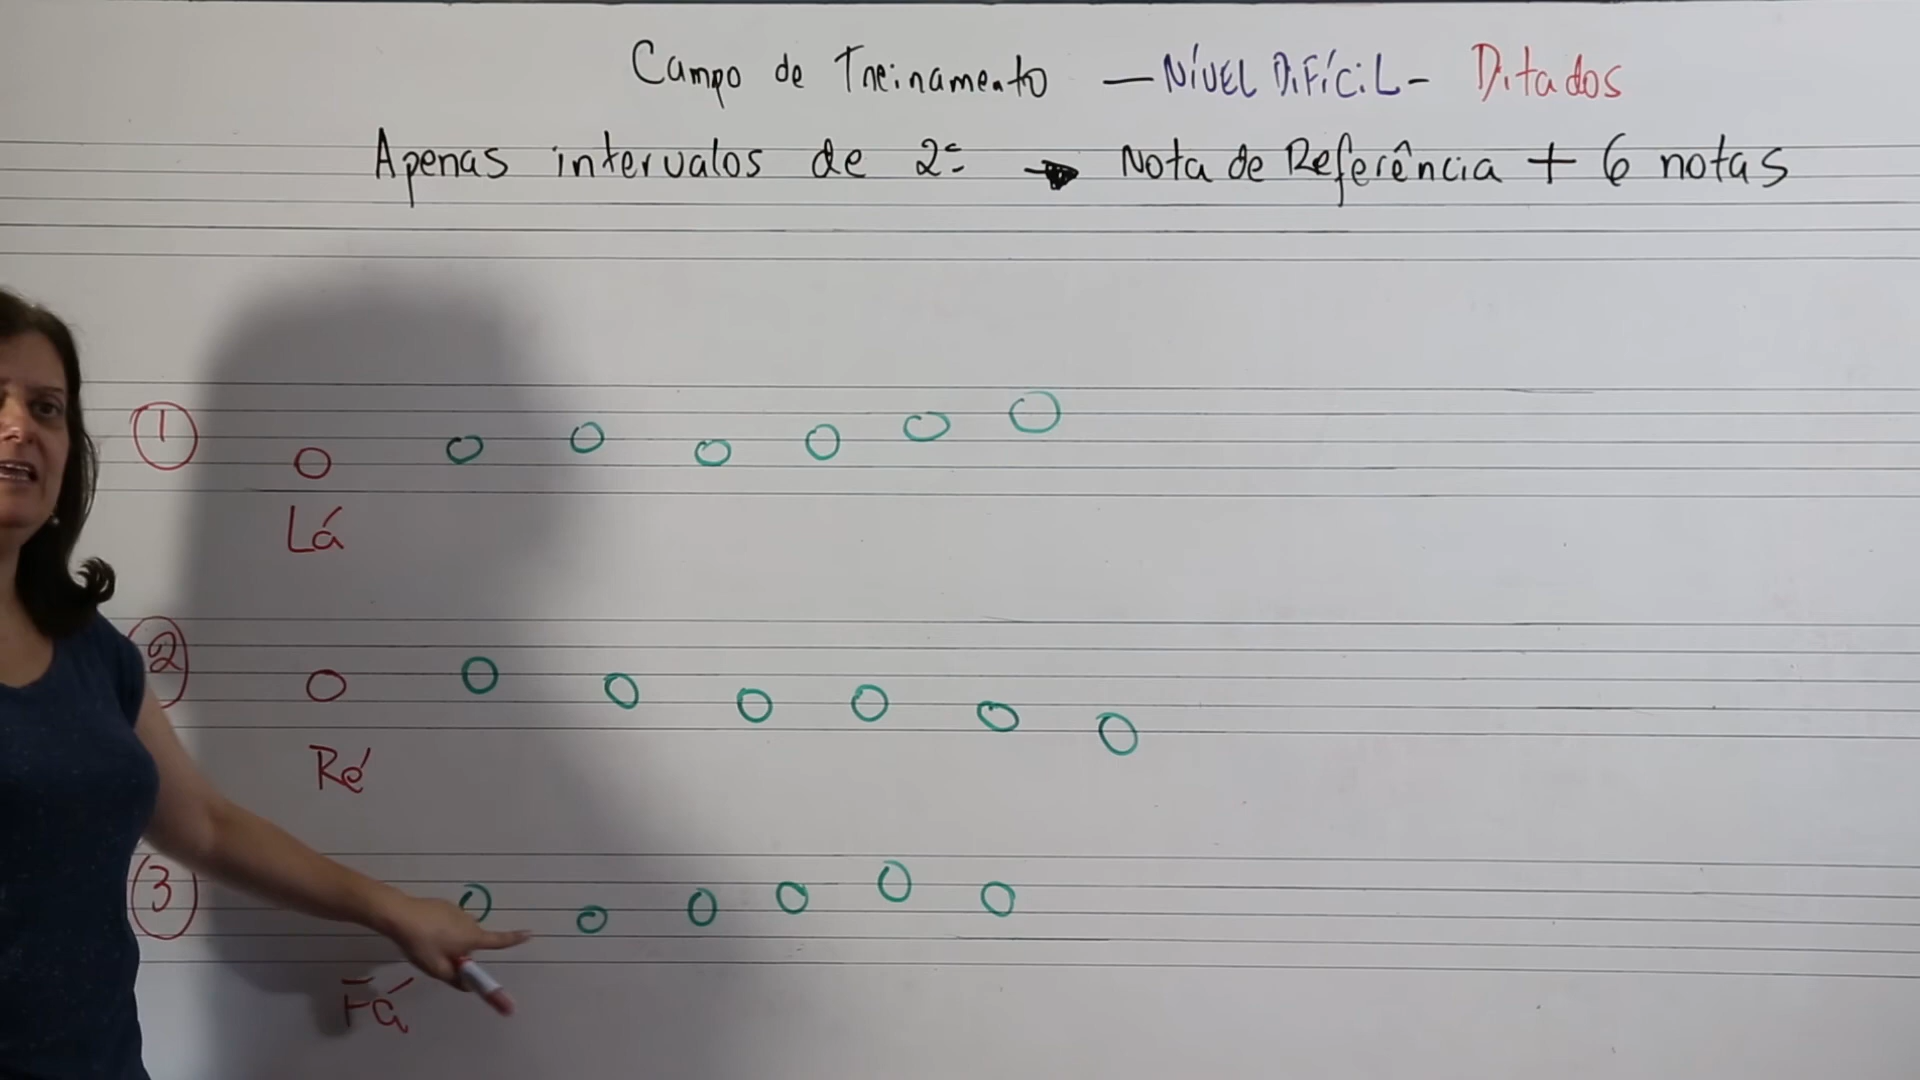 Campo de Treinamento - NÍVEL DIFÍCIL - Ditados
Apenas intervalos de 2ª → Nota de Referência + 6 notas
1
Lá
2
Ré
3
Fá